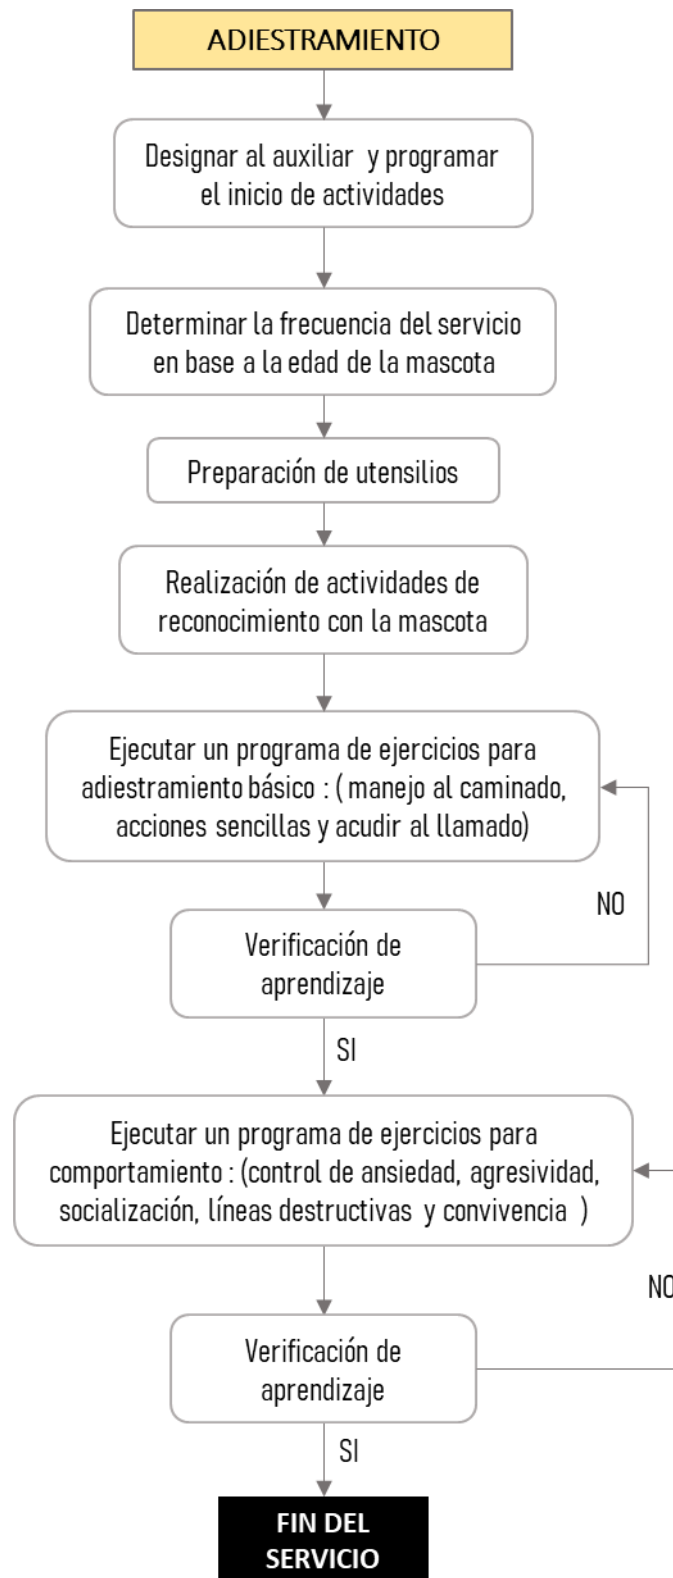 ADIESTRAMIENTO
Designar al auxiliar y programar
el inicio de actividades
Determinar la frecuencia del servicio
en base a la edad de la mascota
Preparación de utensilios
Realización de actividades de
reconocimiento con la mascota
Ejecutar un programa de ejercicios para
adiestramiento básico : ( manejo al caminado,
acciones sencillas y acudir al llamado)
NO
Verificación de
aprendizaje
SI
Ejecutar un programa de ejercicios para
comportamiento : (control de ansiedad, agresividad,
socialización, líneas destructivas y convivencia )
NO
Verificación de
aprendizaje
SI
FIN DEL
SERVICIO